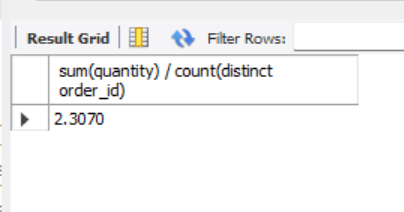 Result Grid Filter Rows:
sum(quantity) / count(distinct
order_id)
2.3070